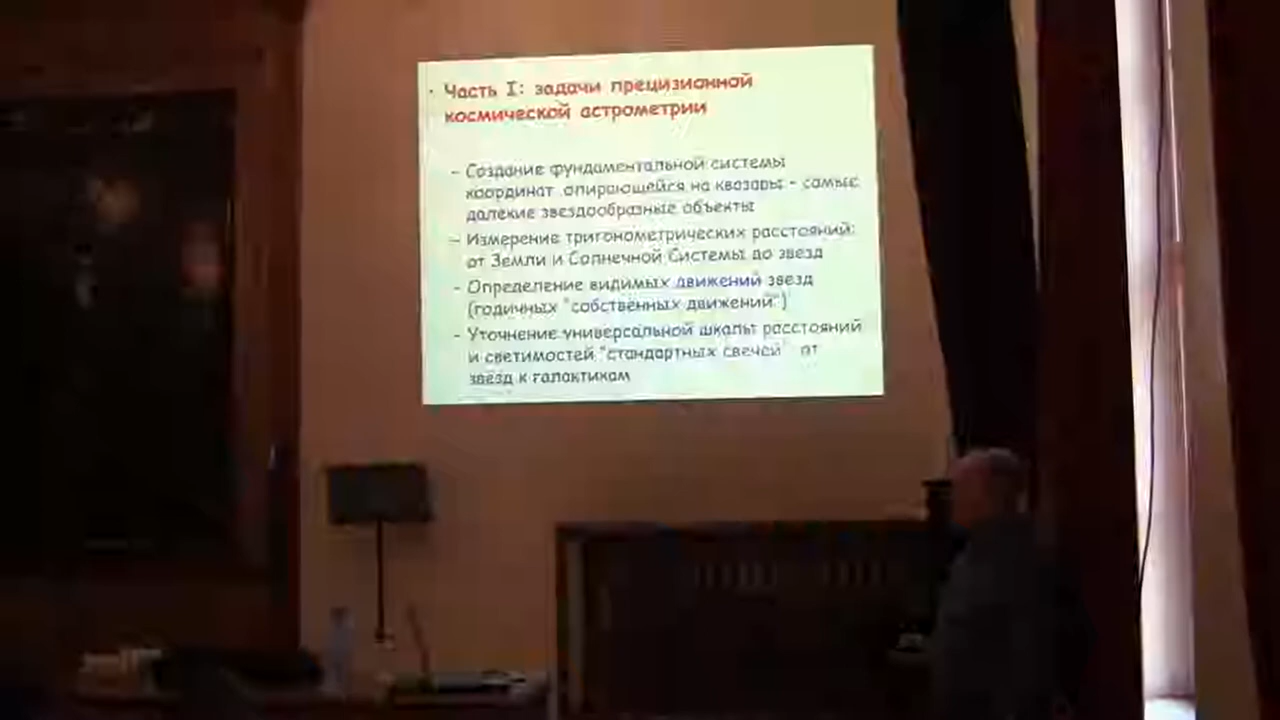 • Часть I: задачи прецизионной
космической астрометрии
- Создание фундаментальной системы
координат опирающейся на квазары - самые
далекие звездообразные объекты
- Измерение тригонометрических расстояний:
от Земли и Солнечной Системы до звезд
- Определение видимых движений звезд
(годичных "собственных движений")
- Уточнение универсальной шкалы расстояний
и светимостей "стандартных свечей" от
звезд к галактикам